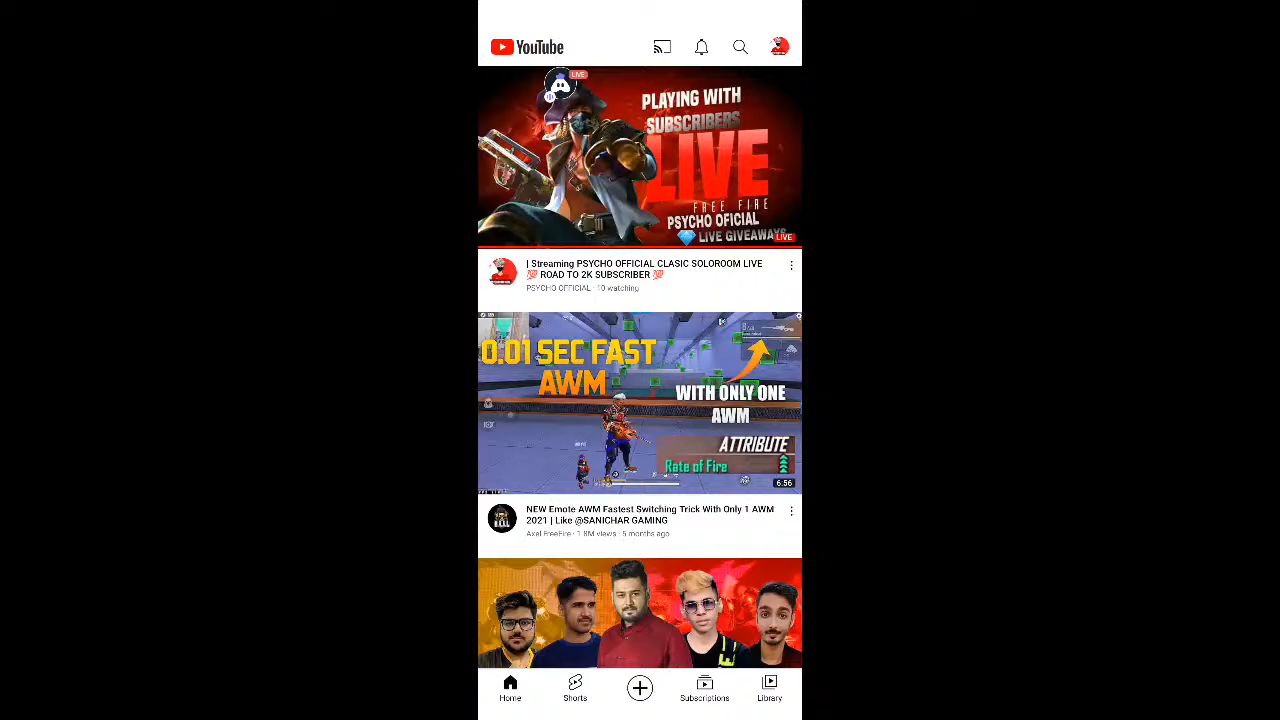 YouTube
LIVE
PLAYING WITH
SUBSCRIBERS
LIVE
FREE FIRE
PSYCHO OFICIAL
LIVE GIVEAWAYS
LIVE
| Streaming PSYCHO OFFICIAL CLASIC SOLOROOM LIVE
💯 ROAD TO 2K SUBSCRIBER 💯
PSYCHO OFFICIAL · 10 watching
0.01 SEC FAST
AWM
WITH ONLY ONE
AWM
ATTRIBUTE
Rate of Fire
6:56
NEW Emote AWM Fastest Switching Trick With Only 1 AWM
2021 | Like @SANICHAR GAMING
Axel FreeFire · 1.8M views · 5 months ago
Home
Shorts
Subscriptions
Library